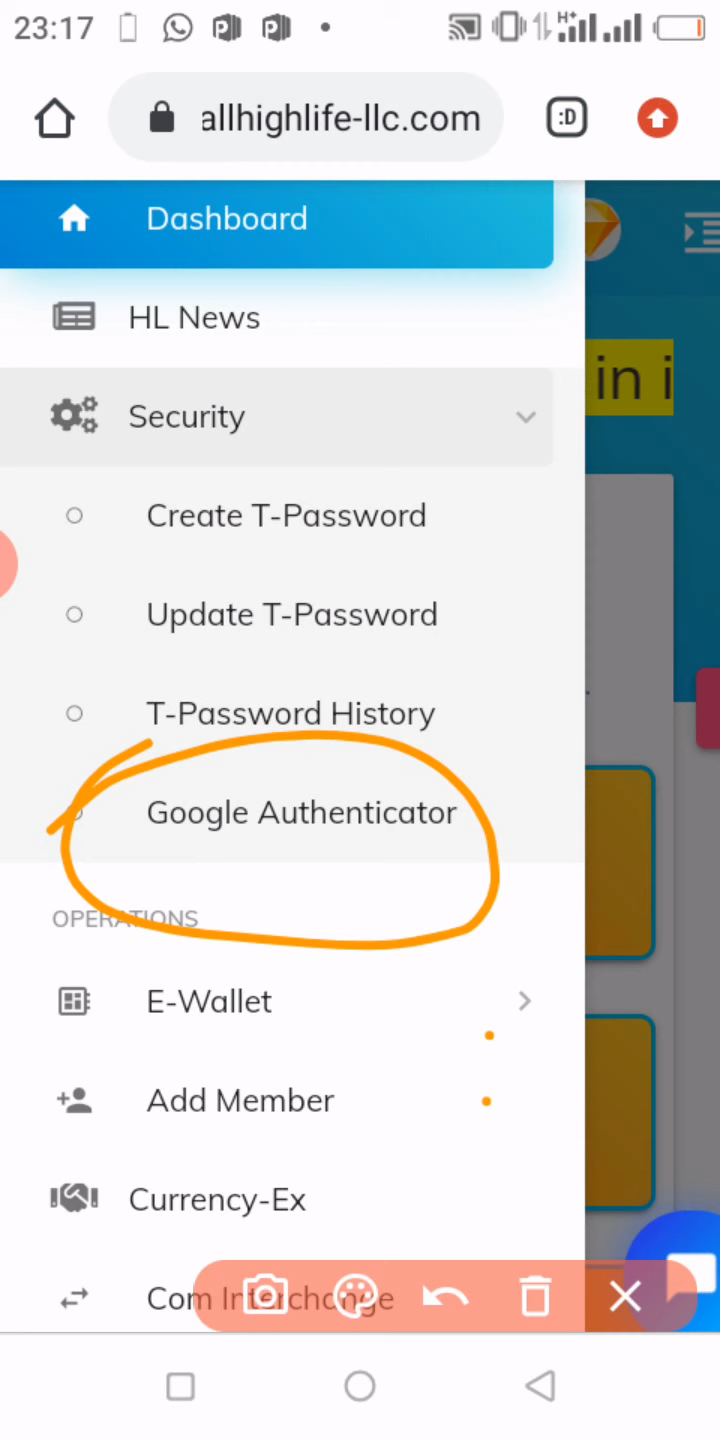 23:17
H+
allhighlife-llc.com
:D
Dashboard
HL News
in i
Security
Create T-Password
Update T-Password
T-Password History
Google Authenticator
OPERATIONS
E-Wallet
Add Member
Currency-Ex
Com Interchange